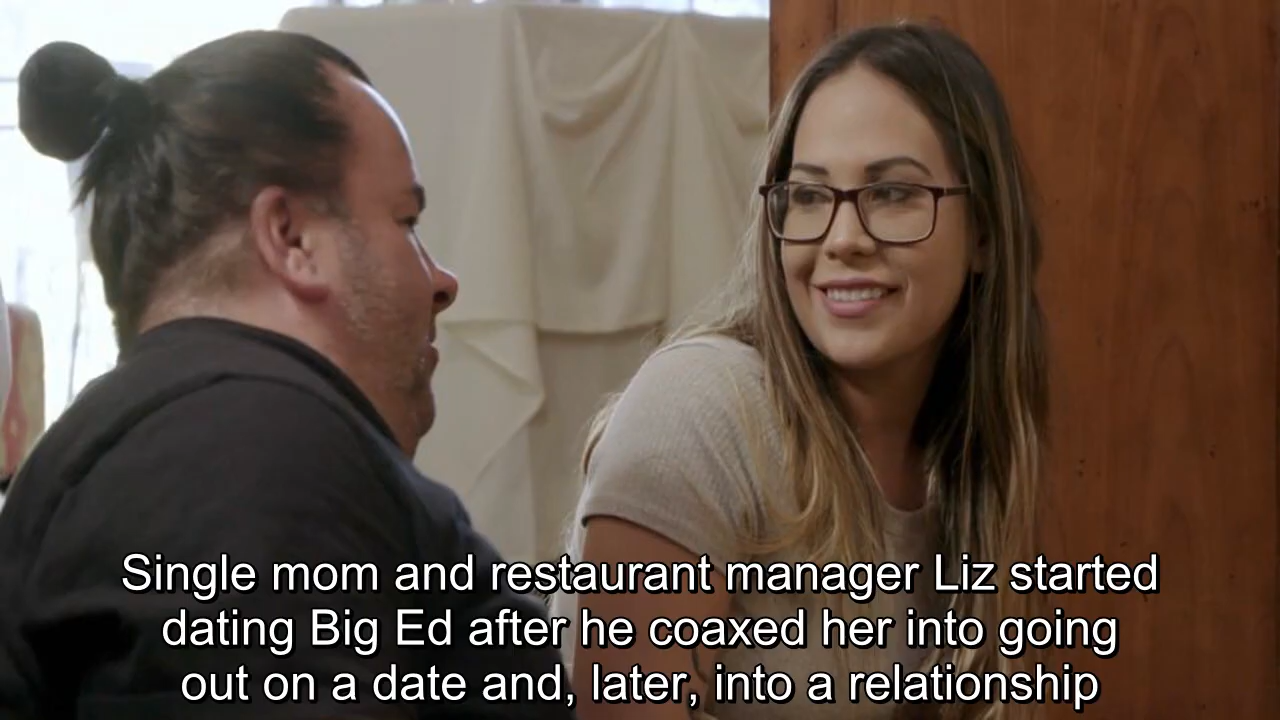 Single mom and restaurant manager Liz started
dating Big Ed after he coaxed her into going
out on a date and, later, into a relationship